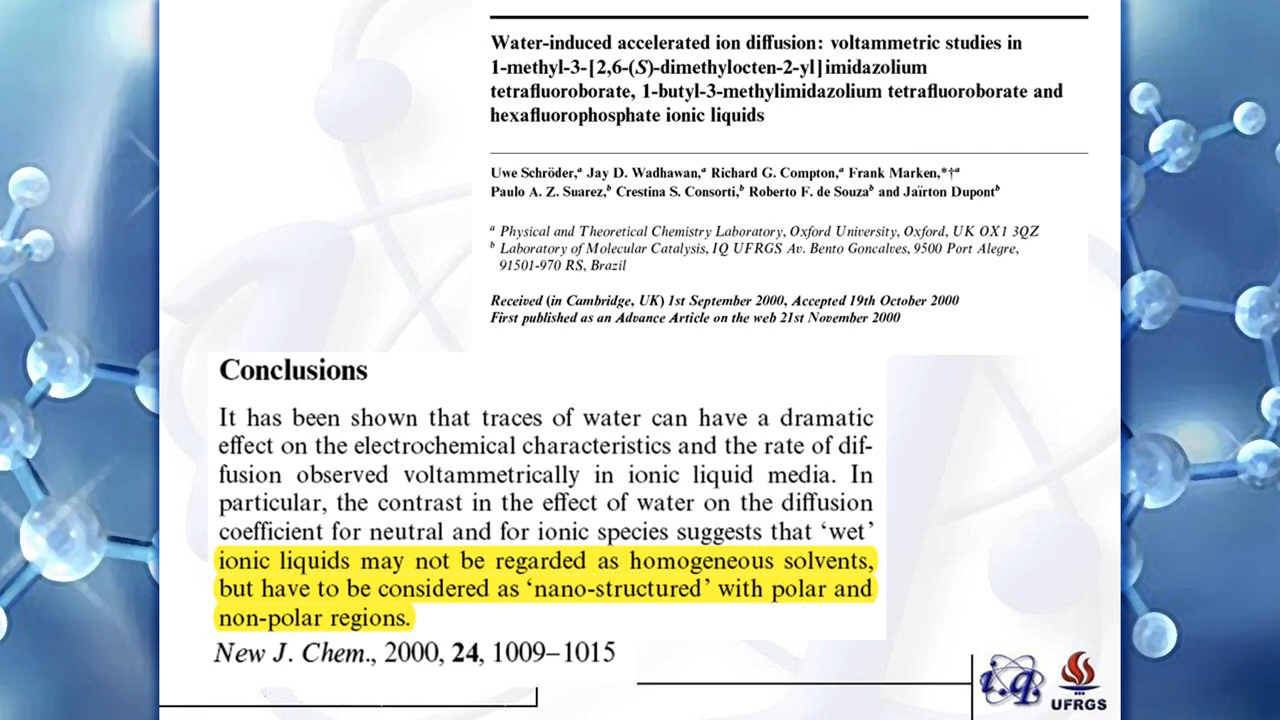 Water-induced accelerated ion diffusion: voltammetric studies in
1-methyl-3-[2,6-(S)-dimethylocten-2-yl]imidazolium
tetrafluoroborate, 1-butyl-3-methylimidazolium tetrafluoroborate and
hexafluorophosphate ionic liquids
Uwe Schröder,a Jay D. Wadhawan,a Richard G. Compton,a Frank Marken,*†a
Paulo A. Z. Suarez,b Crestina S. Consorti,b Roberto F. de Souzab and Jaïrton Dupontb
a Physical and Theoretical Chemistry Laboratory, Oxford University, Oxford, UK OX1 3QZ
b Laboratory of Molecular Catalysis, IQ UFRGS Av. Bento Goncalves, 9500 Port Alegre,
91501-970 RS, Brazil
Received (in Cambridge, UK) 1st September 2000, Accepted 19th October 2000
First published as an Advance Article on the web 21st November 2000
Conclusions
It has been shown that traces of water can have a dramatic
effect on the electrochemical characteristics and the rate of dif-
fusion observed voltammetrically in ionic liquid media. In
particular, the contrast in the effect of water on the diffusion
coefficient for neutral and for ionic species suggests that ‘wet’
ionic liquids may not be regarded as homogeneous solvents,
but have to be considered as ‘nano-structured’ with polar and
non-polar regions.
New J. Chem., 2000, 24, 1009–1015
i.q.
UFRGS